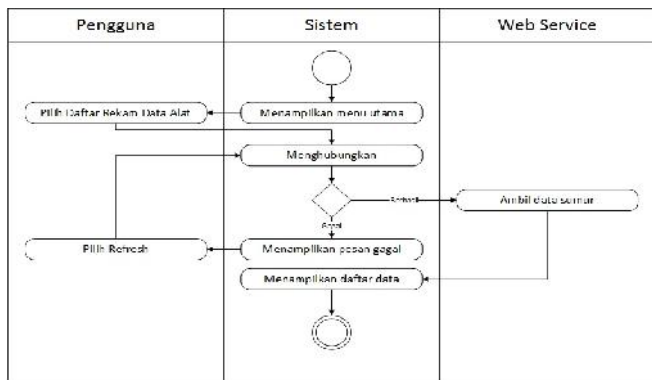 Pengguna
Sistem
Web Service
Pilih Daftar Rekam Data Alat
Menampilkan menu utama
Menghubungkan
Berhasil
Ambil data sumur
Gagal
Pilih Refresh
Menampilkan pesan gagal
Menampilkan daftar data